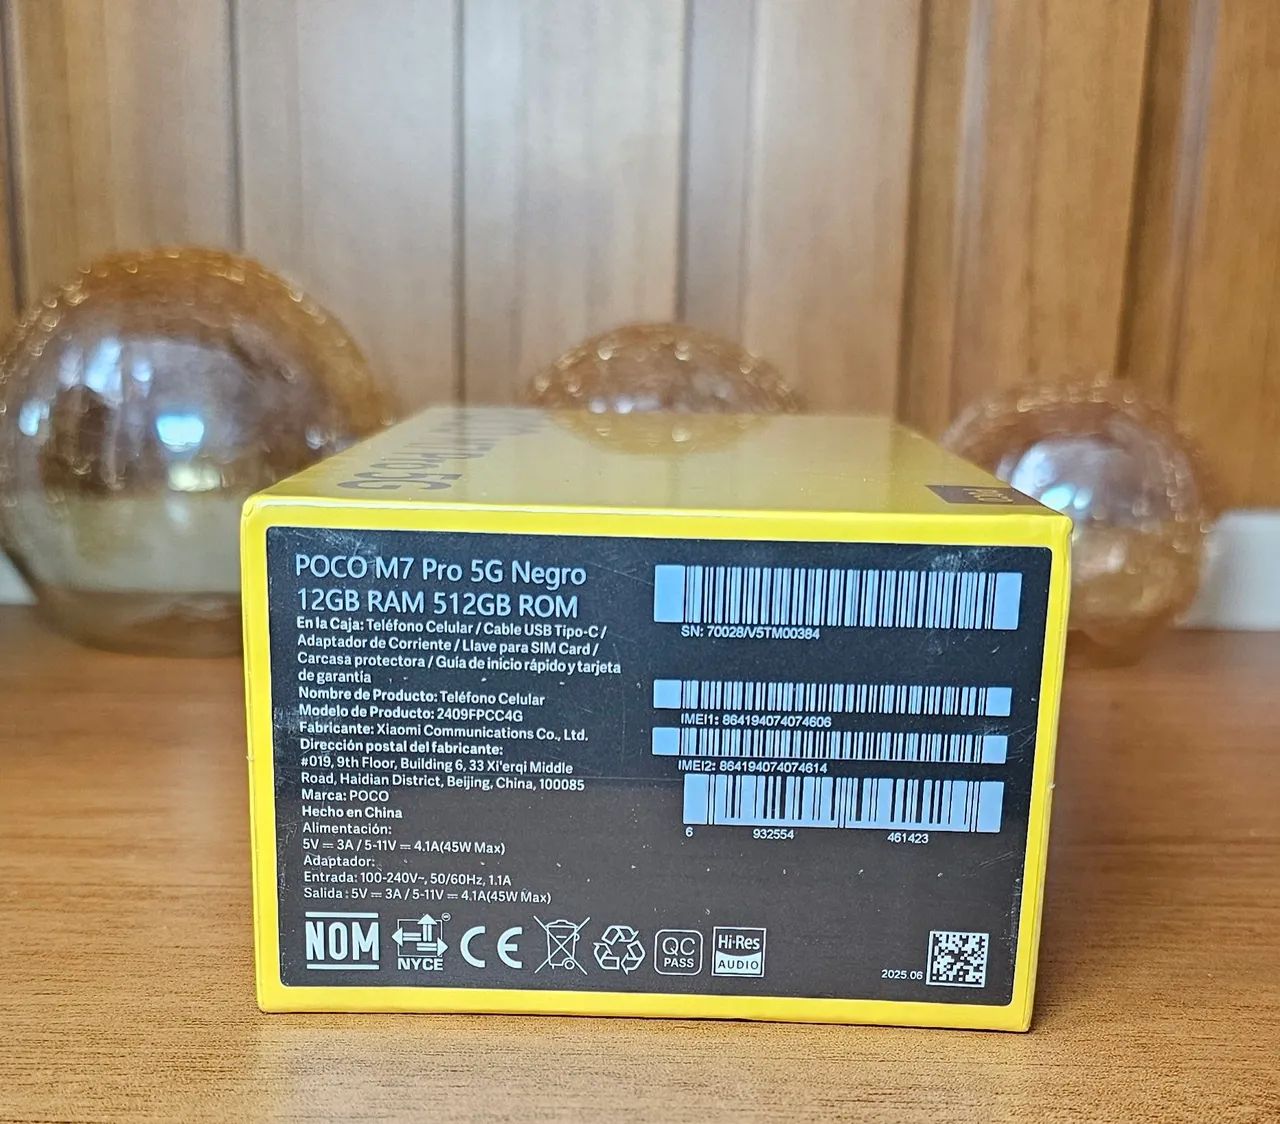 M7 Pro 5G
POCO
POCO M7 Pro 5G Negro
12GB RAM 512GB ROM
En la Caja: Teléfono Celular / Cable USB Tipo-C /
Adaptador de Corriente / Llave para SIM Card /
Carcasa protectora / Guía de inicio rápido y tarjeta
de garantía
Nombre de Producto: Teléfono Celular
Modelo de Producto: 2409FPCC4G
Fabricante: Xiaomi Communications Co., Ltd.
Dirección postal del fabricante:
#019, 9th Floor, Building 6, 33 Xi'erqi Middle
Road, Haidian District, Beijing, China, 100085
Marca: POCO
Hecho en China
Alimentación:
5V ⎓ 3A / 5-11V ⎓ 4.1A(45W Max)
Adaptador:
Entrada: 100-240V~, 50/60Hz, 1.1A
Salida : 5V ⎓ 3A / 5-11V ⎓ 4.1A(45W Max)
SN: 70028/V5TM00384
IMEI1: 864194074074606
IMEI2: 864194074074614
6 932554 461423
NOM
NYCE
CE
QC
PASS
Hi-Res
AUDIO
2025.06